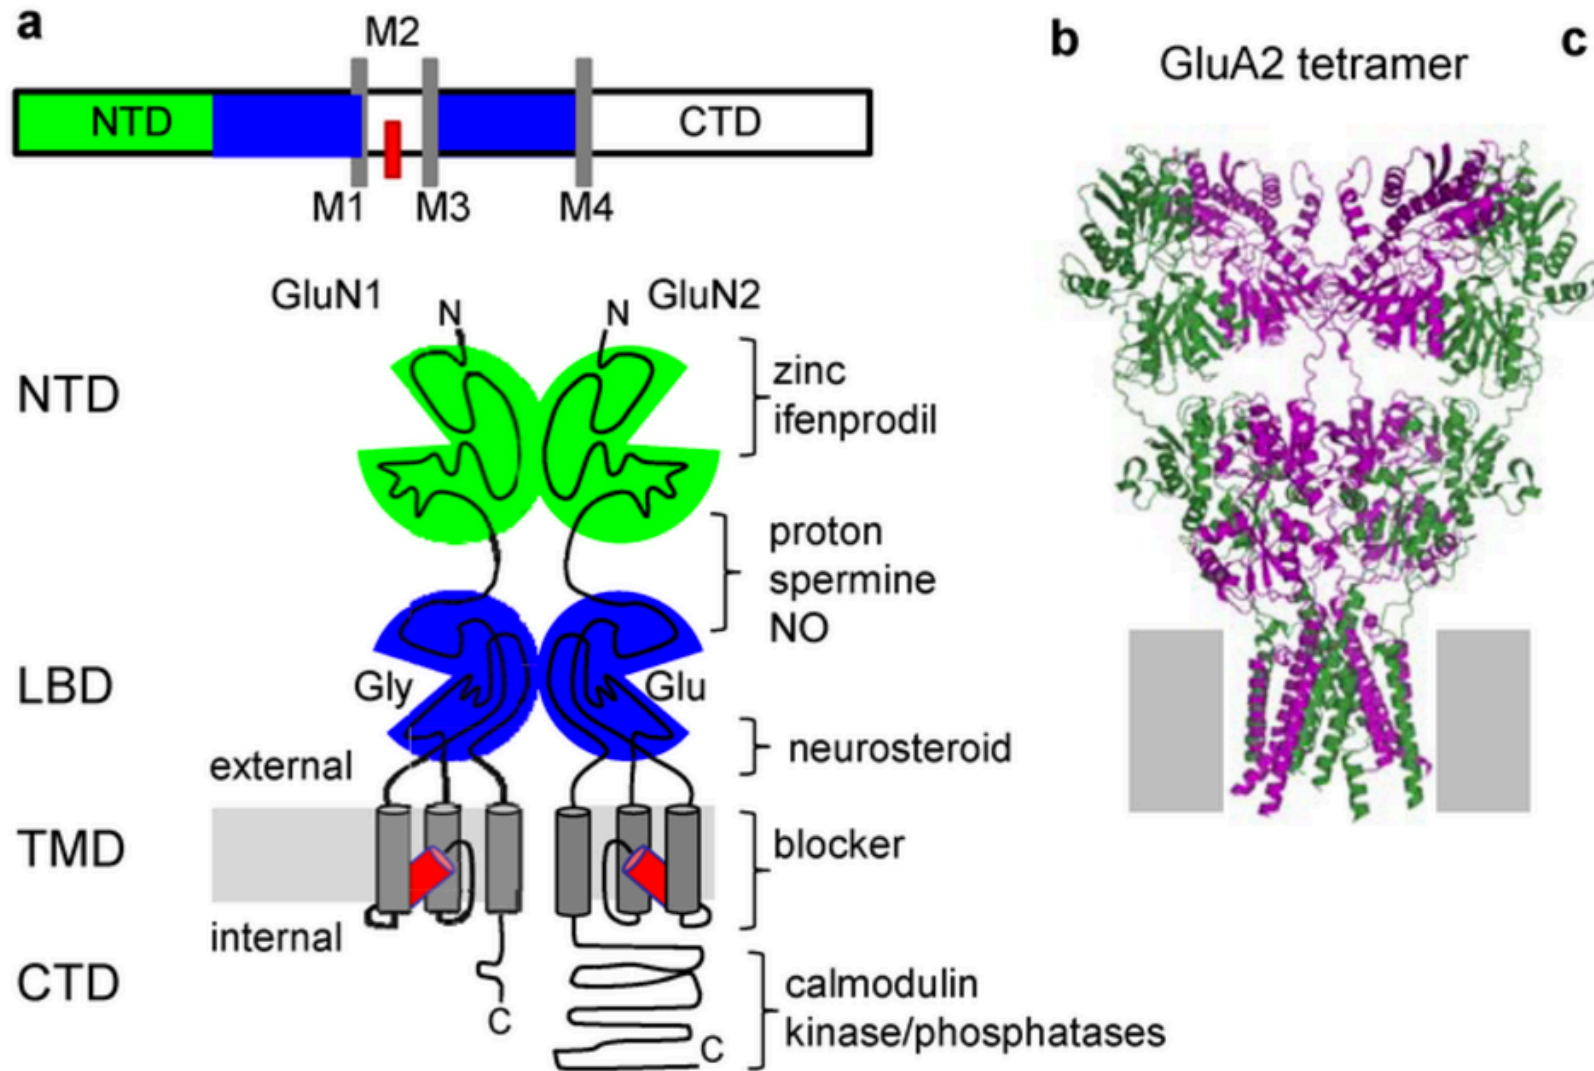 a
M2
NTD
CTD
M1
M3
M4
b
GluA2 tetramer
c
GluN1
GluN2
N
N
NTD
zinc
ifenprodil
proton
spermine
NO
LBD
Gly
Glu
external
neurosteroid
TMD
blocker
internal
CTD
C
C
calmodulin
kinase/phosphatases